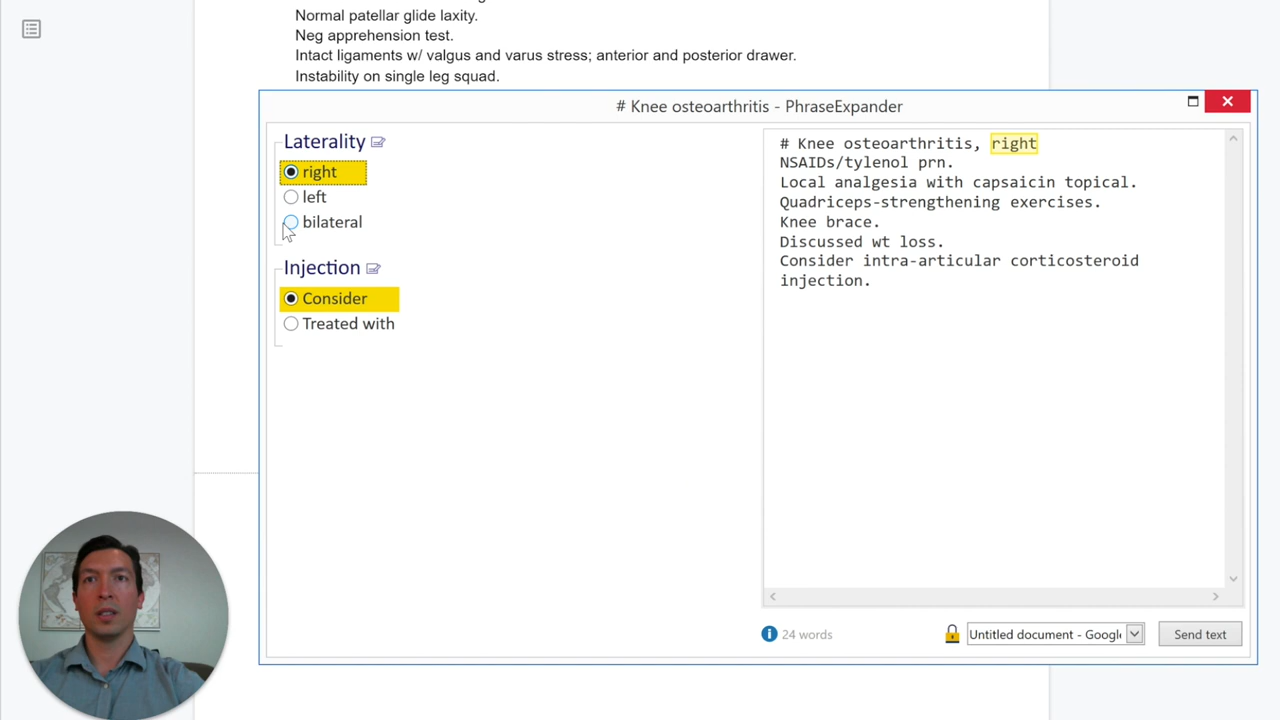 Normal patellar glide laxity.
Neg apprehension test.
Intact ligaments w/ valgus and varus stress; anterior and posterior drawer.
Instability on single leg squad.
# Knee osteoarthritis - PhraseExpander
Laterality
right
left
bilateral
Injection
Consider
Treated with
# Knee osteoarthritis, right
NSAIDs/tylenol prn.
Local analgesia with capsaicin topical.
Quadriceps-strengthening exercises.
Knee brace.
Discussed wt loss.
Consider intra-articular corticosteroid
injection.
24 words
Untitled document - Googl
Send text